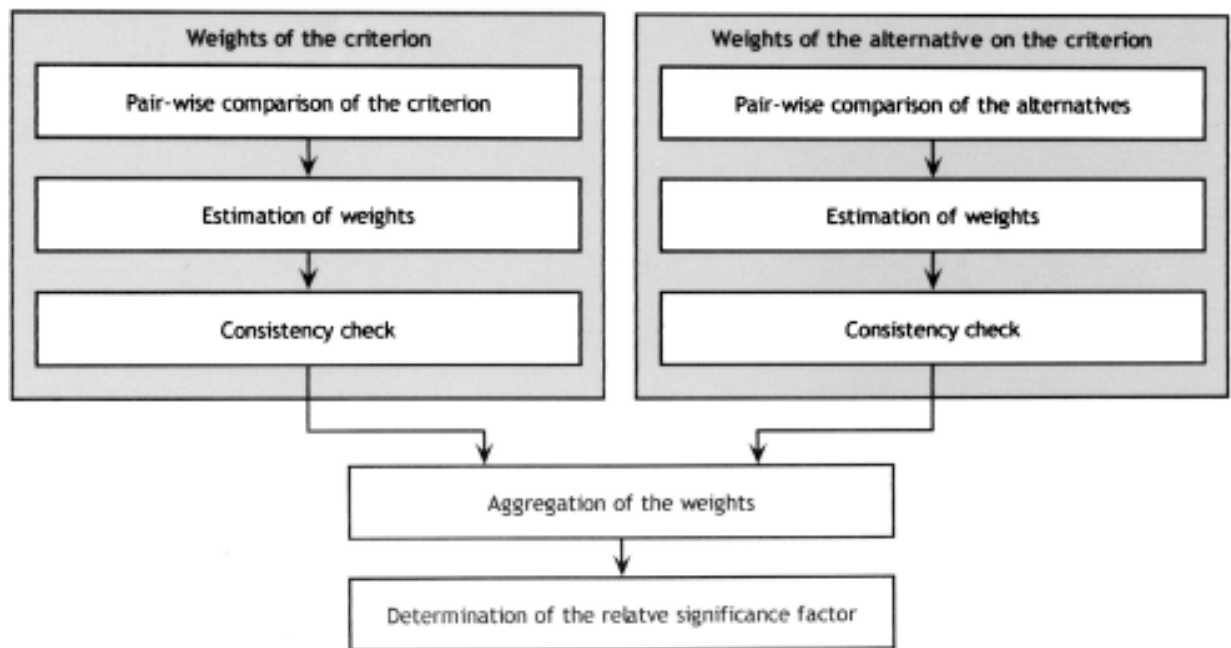 Weights of the criterion
Pair-wise comparison of the criterion
Estimation of weights
Consistency check
Weights of the alternative on the criterion
Pair-wise comparison of the alternatives
Estimation of weights
Consistency check
Aggregation of the weights
Determination of the relatve significance factor